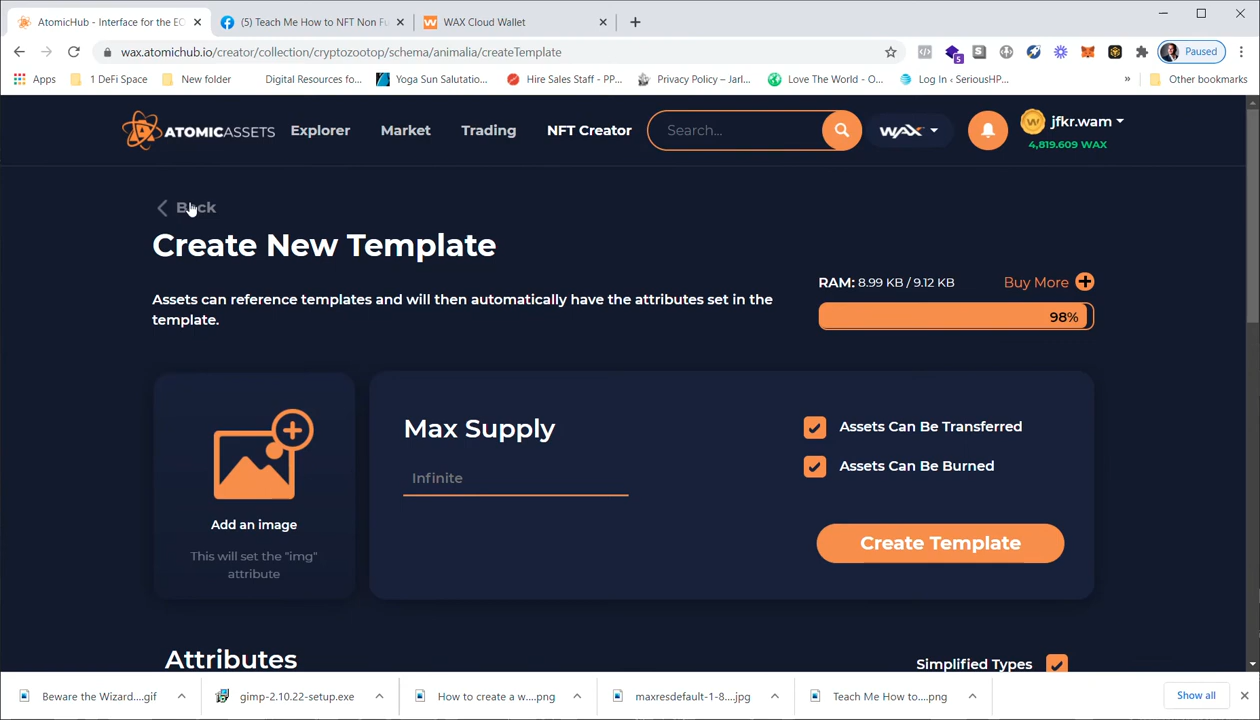 AtomicHub - Interface for the EO
(5) Teach Me How to NFT Non Fu
WAX Cloud Wallet
wax.atomichub.io/creator/collection/cryptozootop/schema/animalia/createTemplate
5
Paused
Apps
1 DeFi Space
New folder
Digital Resources fo...
Yoga Sun Salutatio...
Hire Sales Staff - PP...
Privacy Policy – Jarl...
Love The World - O...
Log In ‹ SeriousHP...
»
Other bookmarks
ATOMICASSETS
Explorer
Market
Trading
NFT Creator
Search...
WAX
jfkr.wam
4,819.609 WAX
Back
Create New Template
Assets can reference templates and will then automatically have the attributes set in the
template.
RAM: 8.99 KB / 9.12 KB
Buy More
98%
Add an image
This will set the "img"
attribute
Max Supply
Infinite
Assets Can Be Transferred
Assets Can Be Burned
Create Template
Attributes
Simplified Types
Beware the Wizard....gif
gimp-2.10.22-setup.exe
How to create a w....png
maxresdefault-1-8....jpg
Teach Me How to....png
Show all